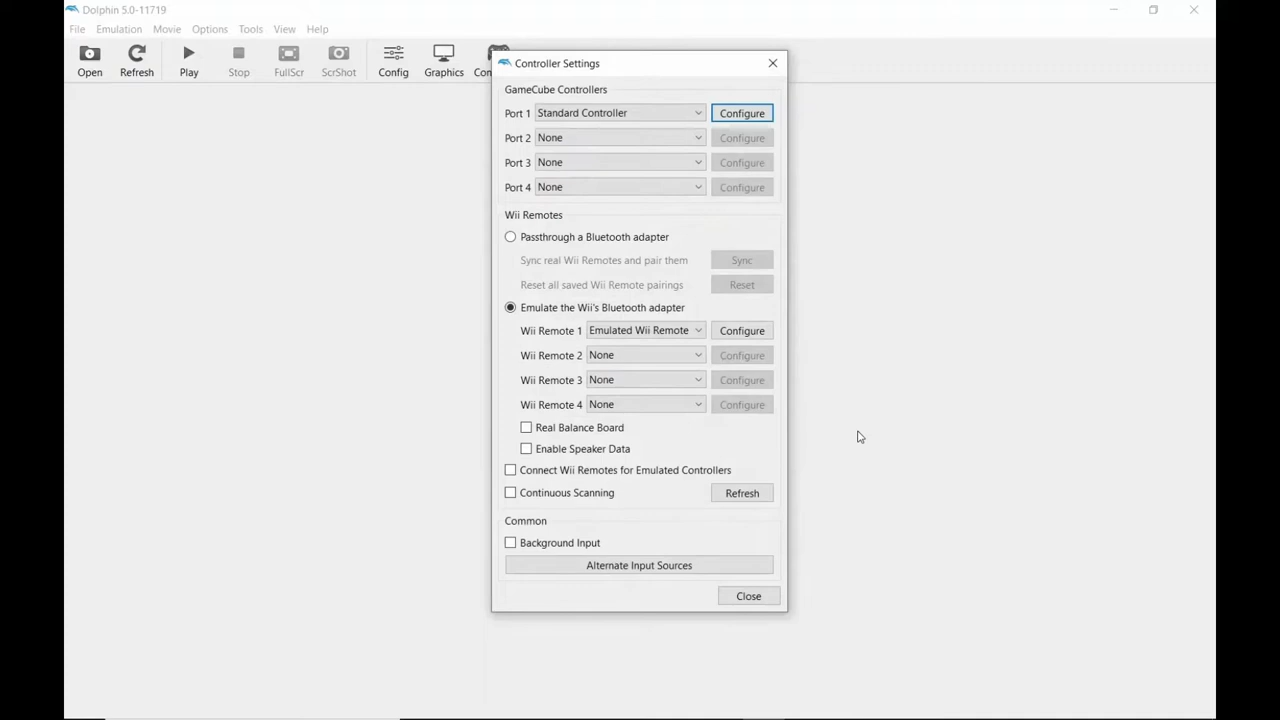 Dolphin 5.0-11719
File Emulation Movie Options Tools View Help
Open Refresh Play Stop FullScr ScrShot Config Graphics
Controller Settings
GameCube Controllers
Port 1 Standard Controller Configure
Port 2 None Configure
Port 3 None Configure
Port 4 None Configure
Wii Remotes
Passthrough a Bluetooth adapter
Sync real Wii Remotes and pair them Sync
Reset all saved Wii Remote pairings Reset
Emulate the Wii's Bluetooth adapter
Wii Remote 1 Emulated Wii Remote Configure
Wii Remote 2 None Configure
Wii Remote 3 None Configure
Wii Remote 4 None Configure
Real Balance Board
Enable Speaker Data
Connect Wii Remotes for Emulated Controllers
Continuous Scanning Refresh
Common
Background Input
Alternate Input Sources
Close